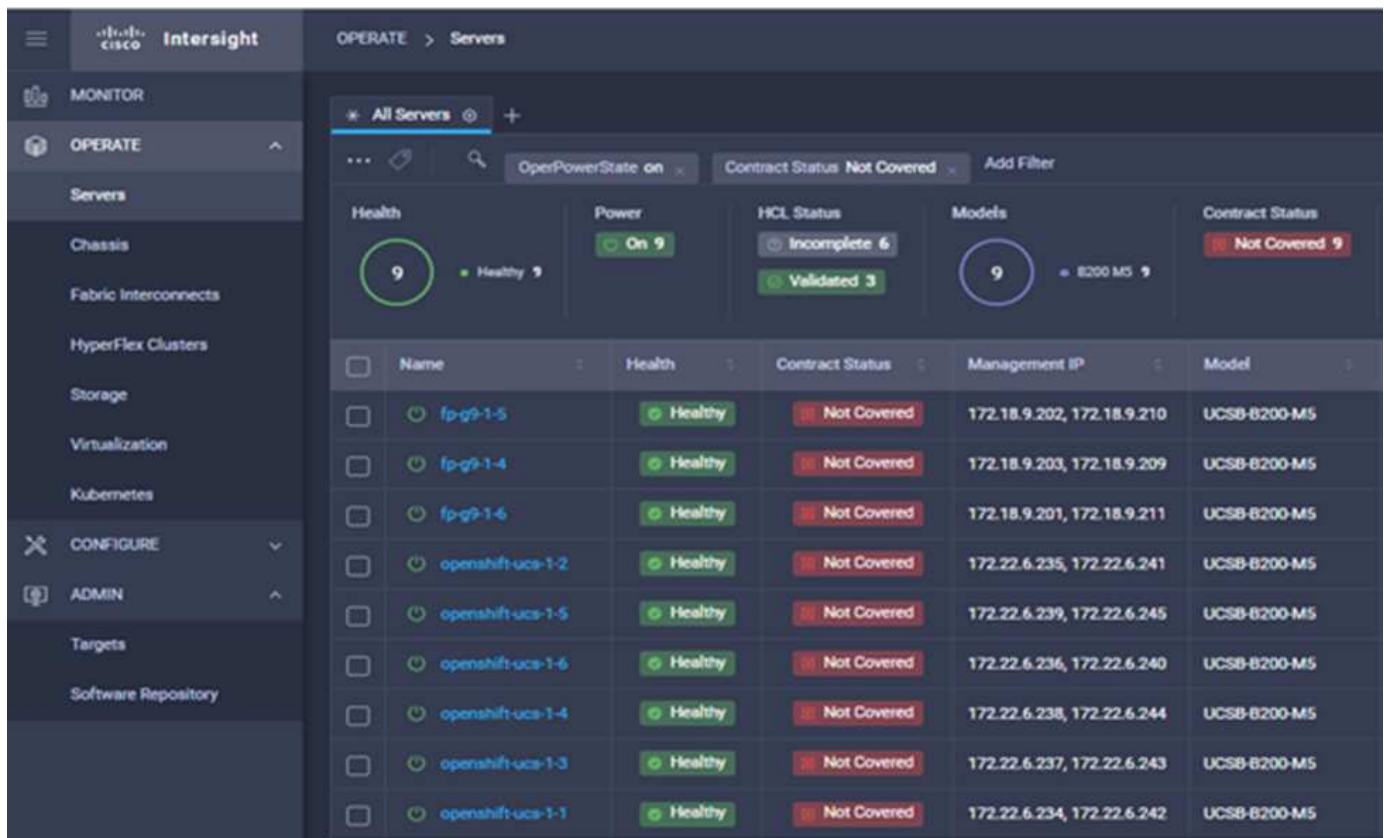 cisco Intersight
OPERATE > Servers
MONITOR
OPERATE
Servers
Chassis
Fabric Interconnects
HyperFlex Clusters
Storage
Virtualization
Kubernetes
CONFIGURE
ADMIN
Targets
Software Repository
All Servers
OperPowerState on × Contract Status Not Covered × Add Filter
Health Power HCL Status Models Contract Status
9 Healthy 9 On 9 Incomplete 6 Validated 3 9 B200 M5 9 Not Covered 9
Name Health Contract Status Management IP Model
fp-g9-1-5 Healthy Not Covered 172.18.9.202, 172.18.9.210 UCSB-B200-M5
fp-g9-1-4 Healthy Not Covered 172.18.9.203, 172.18.9.209 UCSB-B200-M5
fp-g9-1-6 Healthy Not Covered 172.18.9.201, 172.18.9.211 UCSB-B200-M5
openshift-ucs-1-2 Healthy Not Covered 172.22.6.235, 172.22.6.241 UCSB-B200-M5
openshift-ucs-1-5 Healthy Not Covered 172.22.6.239, 172.22.6.245 UCSB-B200-M5
openshift-ucs-1-6 Healthy Not Covered 172.22.6.236, 172.22.6.240 UCSB-B200-M5
openshift-ucs-1-4 Healthy Not Covered 172.22.6.238, 172.22.6.244 UCSB-B200-M5
openshift-ucs-1-3 Healthy Not Covered 172.22.6.237, 172.22.6.243 UCSB-B200-M5
openshift-ucs-1-1 Healthy Not Covered 172.22.6.234, 172.22.6.242 UCSB-B200-M5